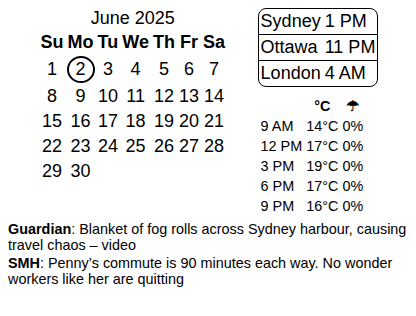 June 2025
Su Mo Tu We Th Fr Sa
1 2 3 4 5 6 7
8 9 10 11 12 13 14
15 16 17 18 19 20 21
22 23 24 25 26 27 28
29 30
Sydney 1 PM
Ottawa 11 PM
London 4 AM
°C ☂
9 AM 14°C 0%
12 PM 17°C 0%
3 PM 19°C 0%
6 PM 17°C 0%
9 PM 16°C 0%
Guardian: Blanket of fog rolls across Sydney harbour, causing
travel chaos – video
SMH: Penny’s commute is 90 minutes each way. No wonder
workers like her are quitting